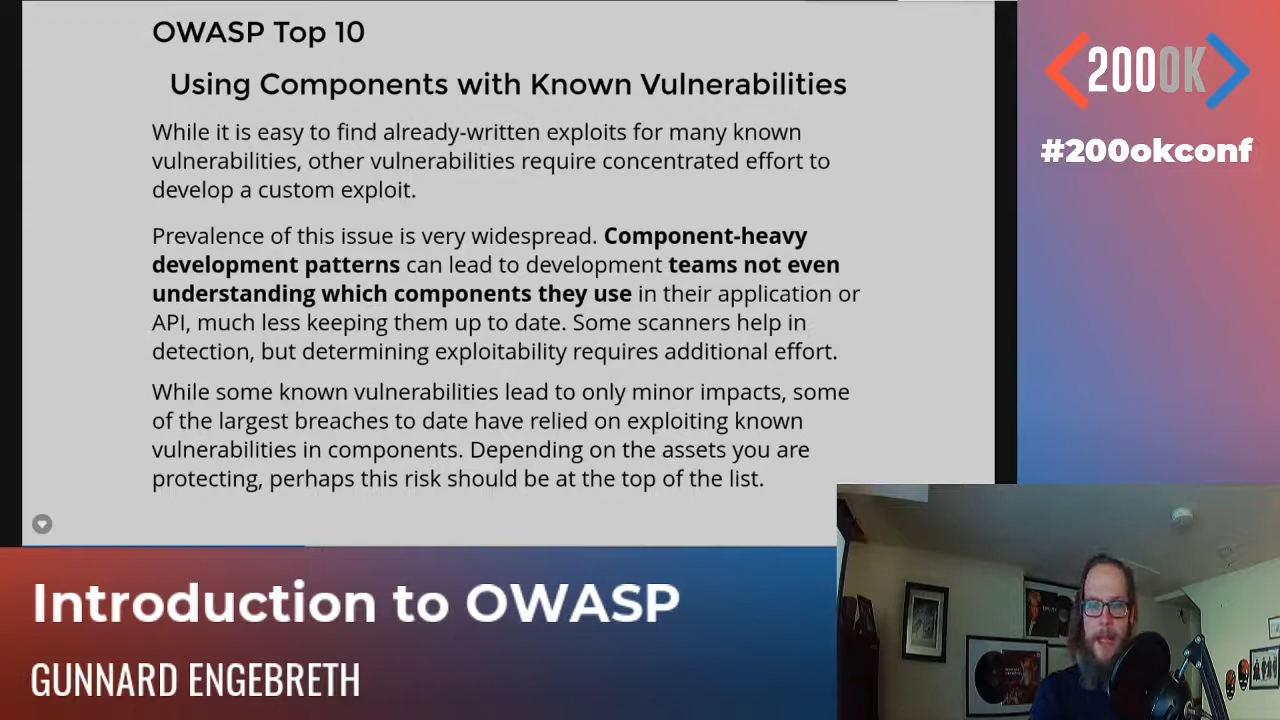 OWASP Top 10
Using Components with Known Vulnerabilities
While it is easy to find already-written exploits for many known
vulnerabilities, other vulnerabilities require concentrated effort to
develop a custom exploit.
Prevalence of this issue is very widespread. Component-heavy
development patterns can lead to development teams not even
understanding which components they use in their application or
API, much less keeping them up to date. Some scanners help in
detection, but determining exploitability requires additional effort.
While some known vulnerabilities lead to only minor impacts, some
of the largest breaches to date have relied on exploiting known
vulnerabilities in components. Depending on the assets you are
protecting, perhaps this risk should be at the top of the list.
200OK
#200okconf
Introduction to OWASP
GUNNARD ENGEBRETH